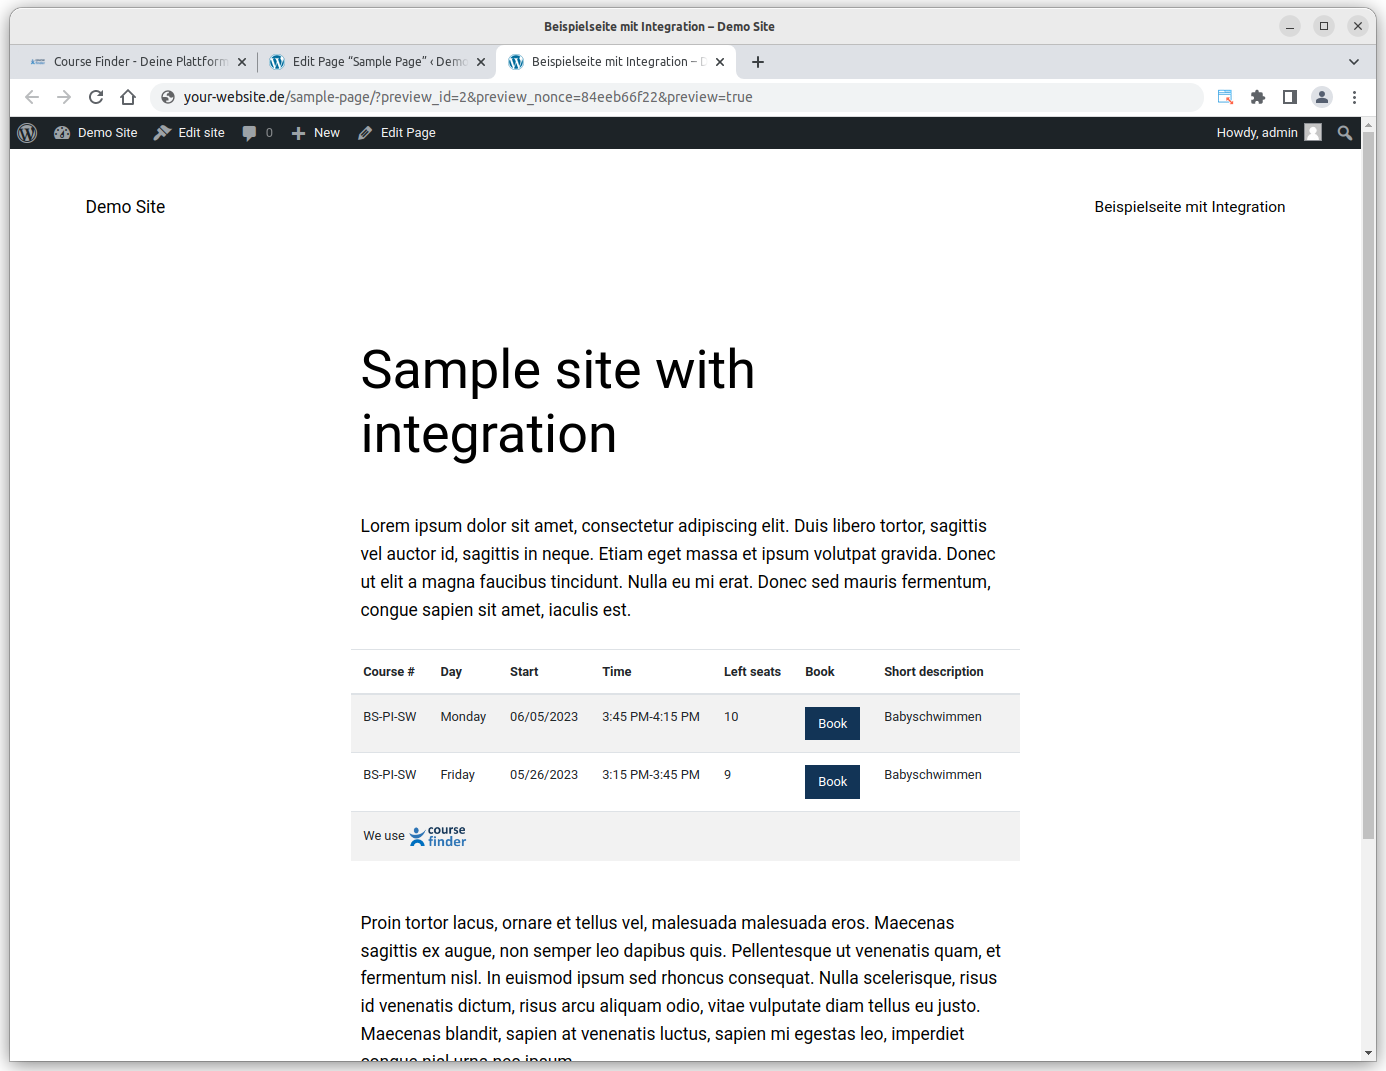 Beispielseite mit Integration – Demo Site
Course Finder - Deine Plattform
Edit Page “Sample Page” ‹ Demo
Beispielseite mit Integration – D
your-website.de/sample-page/?preview_id=2&preview_nonce=84eeb66f22&preview=true
Demo Site Edit site 0 New Edit Page Howdy, admin
Demo Site Beispielseite mit Integration
Sample site with
integration
Lorem ipsum dolor sit amet, consectetur adipiscing elit. Duis libero tortor, sagittis
vel auctor id, sagittis in neque. Etiam eget massa et ipsum volutpat gravida. Donec
ut elit a magna faucibus tincidunt. Nulla eu mi erat. Donec sed mauris fermentum,
congue sapien sit amet, iaculis est.
Course # Day Start Time Left seats Book Short description
BS-PI-SW Monday 06/05/2023 3:45 PM-4:15 PM 10 Book Babyschwimmen
BS-PI-SW Friday 05/26/2023 3:15 PM-3:45 PM 9 Book Babyschwimmen
We use course finder
Proin tortor lacus, ornare et tellus vel, malesuada malesuada eros. Maecenas
sagittis ex augue, non semper leo dapibus quis. Pellentesque ut venenatis quam, et
fermentum nisl. In euismod ipsum sed rhoncus consequat. Nulla scelerisque, risus
id venenatis dictum, risus arcu aliquam odio, vitae vulputate diam tellus eu justo.
Maecenas blandit, sapien at venenatis luctus, sapien mi egestas leo, imperdiet
congue nisl urna nec ipsum